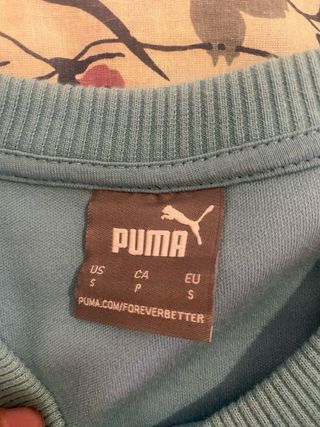 PUMA
US CA EU
S P S
PUMA.COM/FOREVERBETTER